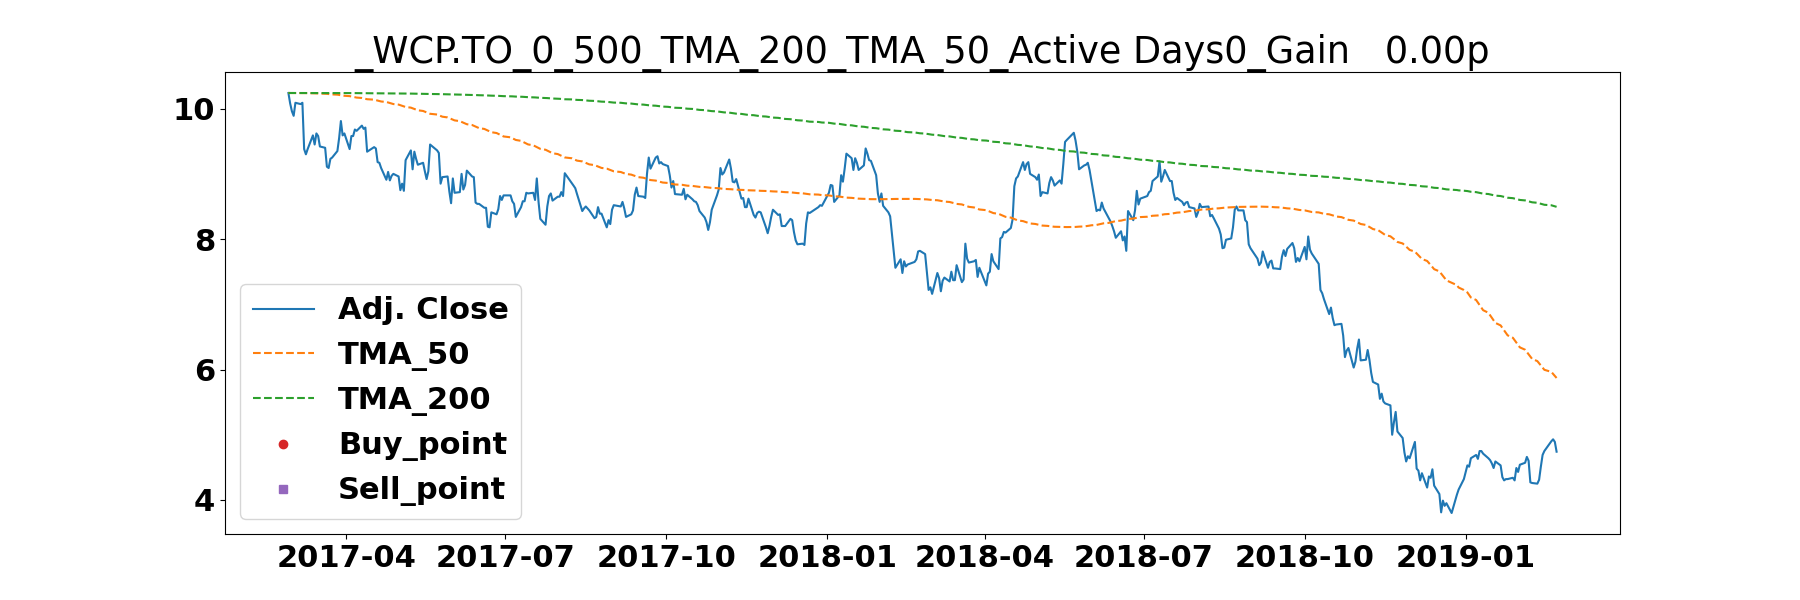 _WCP.TO_0_500_TMA_200_TMA_50_Active Days0_Gain   0.00p
10
8
6
4
Adj. Close
TMA_50
TMA_200
Buy_point
Sell_point
2017-04 2017-07 2017-10 2018-01 2018-04 2018-07 2018-10 2019-01